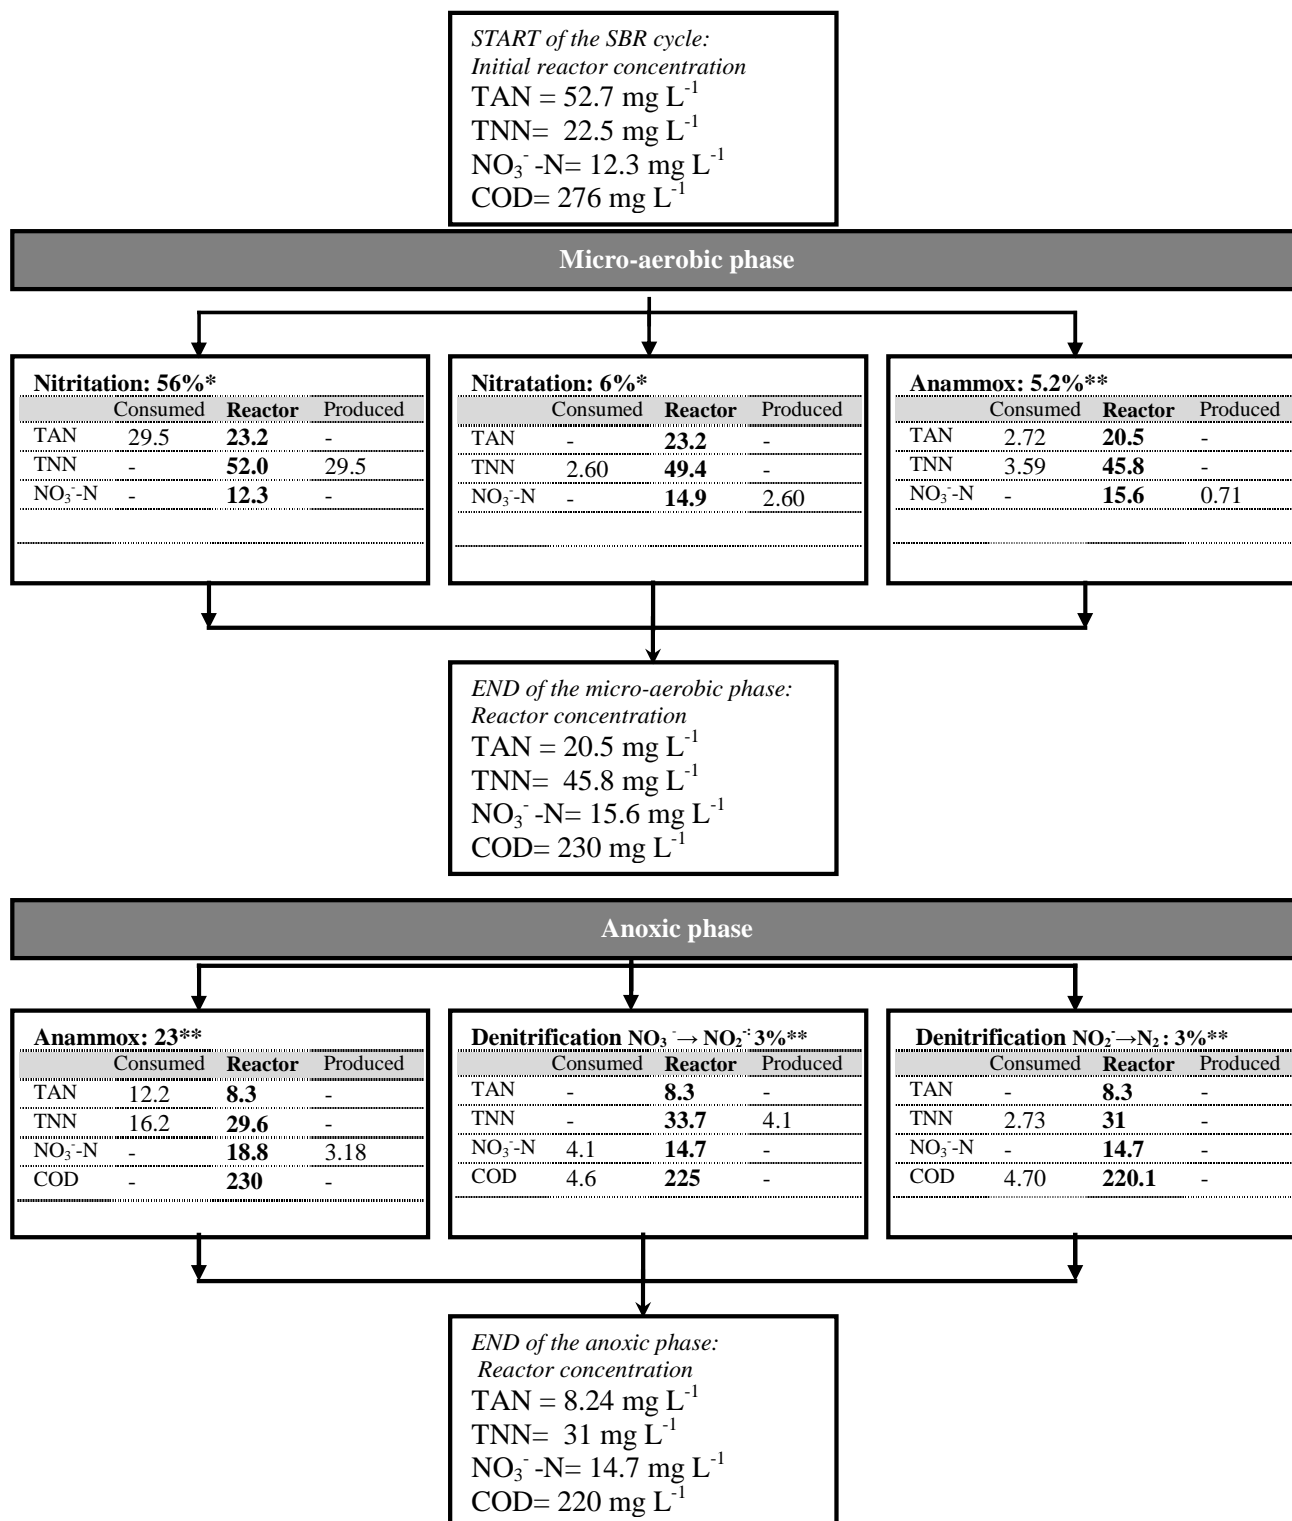 START of the SBR cycle:
Initial reactor concentration
TAN = 52.7 mg L⁻¹
TNN= 22.5 mg L⁻¹
NO₃⁻ -N= 12.3 mg L⁻¹
COD= 276 mg L⁻¹
Micro-aerobic phase
Nitritation: 56%*
Consumed Reactor Produced
TAN 29.5 23.2 -
TNN - 52.0 29.5
NO₃⁻-N - 12.3 -
Nitratation: 6%*
Consumed Reactor Produced
TAN - 23.2 -
TNN 2.60 49.4 -
NO₃⁻-N - 14.9 2.60
Anammox: 5.2%**
Consumed Reactor Produced
TAN 2.72 20.5 -
TNN 3.59 45.8 -
NO₃⁻-N - 15.6 0.71
END of the micro-aerobic phase:
Reactor concentration
TAN = 20.5 mg L⁻¹
TNN= 45.8 mg L⁻¹
NO₃⁻ -N= 15.6 mg L⁻¹
COD= 230 mg L⁻¹
Anoxic phase
Anammox: 23**
Consumed Reactor Produced
TAN 12.2 8.3 -
TNN 16.2 29.6 -
NO₃⁻-N - 18.8 3.18
COD - 230 -
Denitrification NO₃⁻ → NO₂⁻: 3%**
Consumed Reactor Produced
TAN - 8.3 -
TNN - 33.7 4.1
NO₃⁻-N 4.1 14.7 -
COD 4.6 225 -
Denitrification NO₂⁻→N₂ : 3%**
Consumed Reactor Produced
TAN - 8.3 -
TNN 2.73 31 -
NO₃⁻-N - 14.7 -
COD 4.70 220.1 -
END of the anoxic phase:
Reactor concentration
TAN = 8.24 mg L⁻¹
TNN= 31 mg L⁻¹
NO₃⁻ -N= 14.7 mg L⁻¹
COD= 220 mg L⁻¹